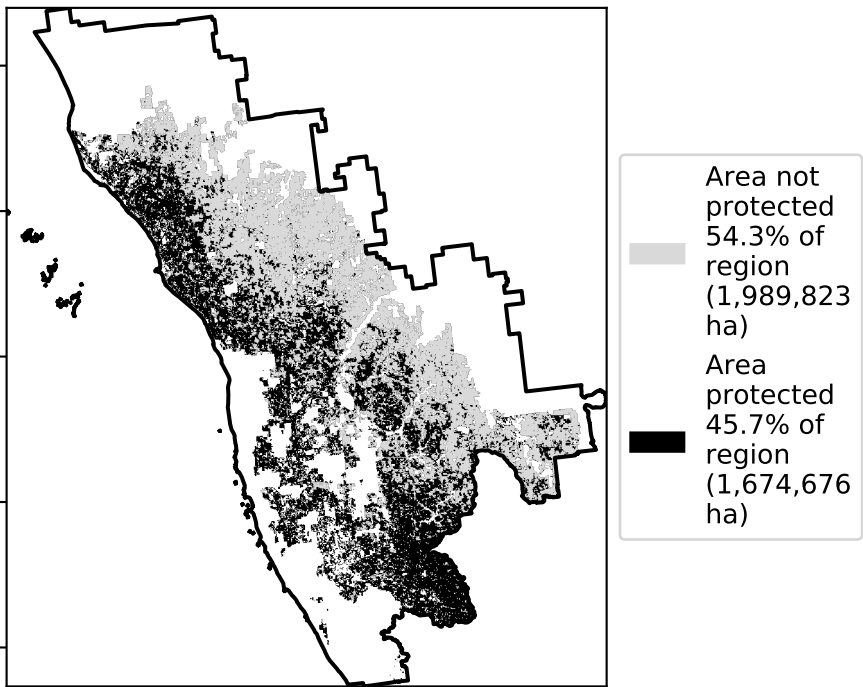 Area not
protected
54.3% of
region
(1,989,823
ha)
Area
protected
45.7% of
region
(1,674,676
ha)